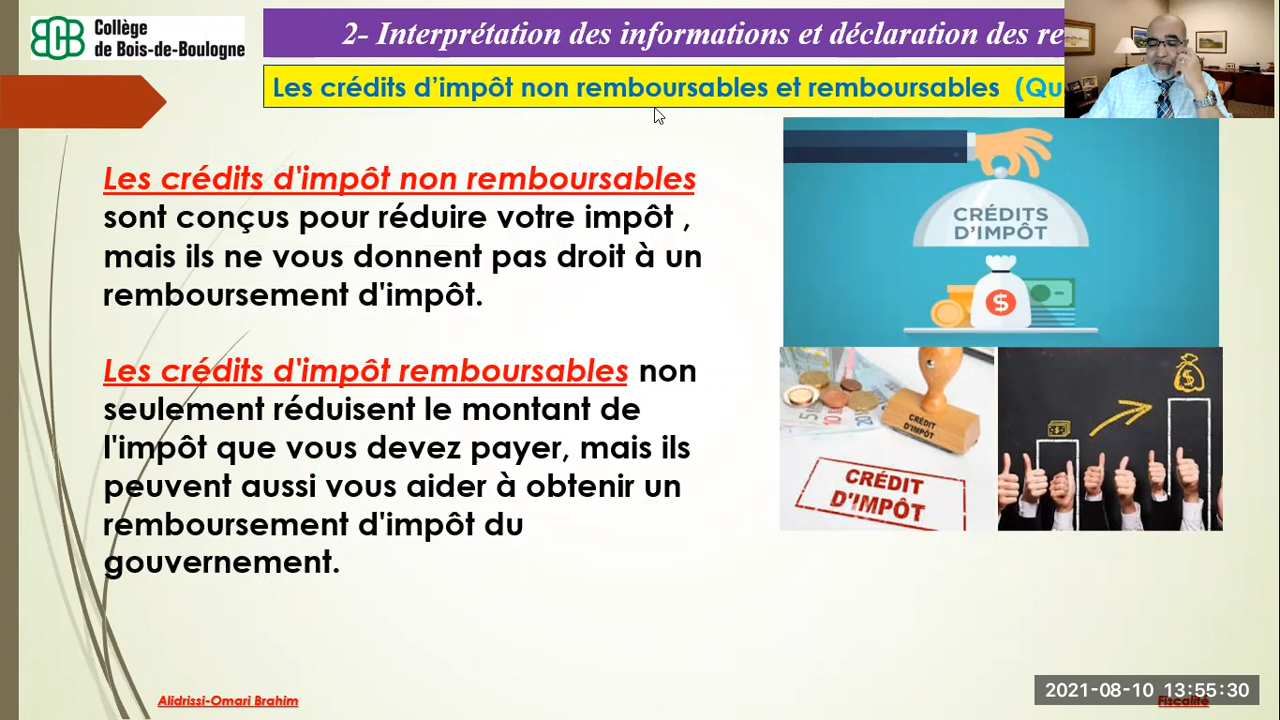 Collège
de Bois-de-Boulogne
2- Interprétation des informations et déclaration des re
Les crédits d’impôt non remboursables et remboursables (Qu
Les crédits d'impôt non remboursables
sont conçus pour réduire votre impôt ,
mais ils ne vous donnent pas droit à un
remboursement d'impôt.
Les crédits d'impôt remboursables non
seulement réduisent le montant de
l'impôt que vous devez payer, mais ils
peuvent aussi vous aider à obtenir un
remboursement d'impôt du
gouvernement.
CRÉDITS
D’IMPÔT
$
CRÉDIT
D'IMPÔT
CRÉDIT
D'IMPÔT
$
Alidrissi-Omari Brahim
2021-08-10 13:55:30
Fiscalité